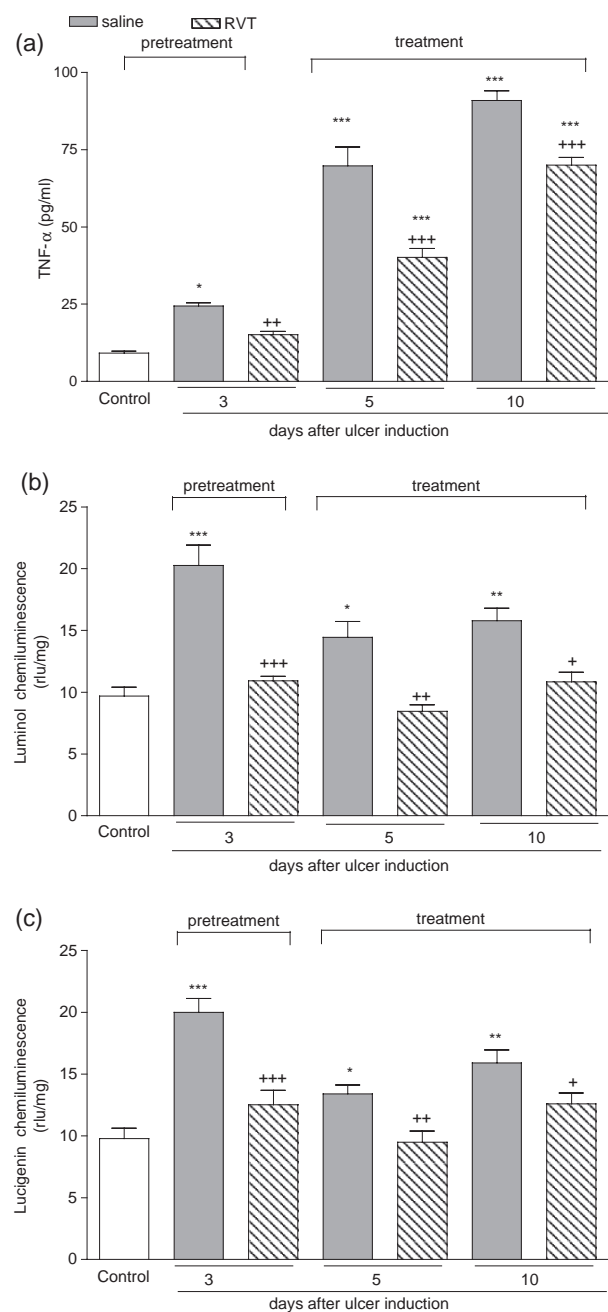 saline RVT
(a) pretreatment treatment
100
75
50
25
0
TNF-α (pg/ml)
*
++
***
***
+++
***
***
+++
Control 3 5 10
days after ulcer induction
(b)
pretreatment treatment
25
20
15
10
5
0
Luminol chemiluminescence
(rlu/mg)
***
+++
*
++
**
+
Control 3 5 10
days after ulcer induction
(c)
pretreatment treatment
25
20
15
10
5
0
Lucigenin chemiluminescence
(rlu/mg)
***
+++
*
++
**
+
Control 3 5 10
days after ulcer induction